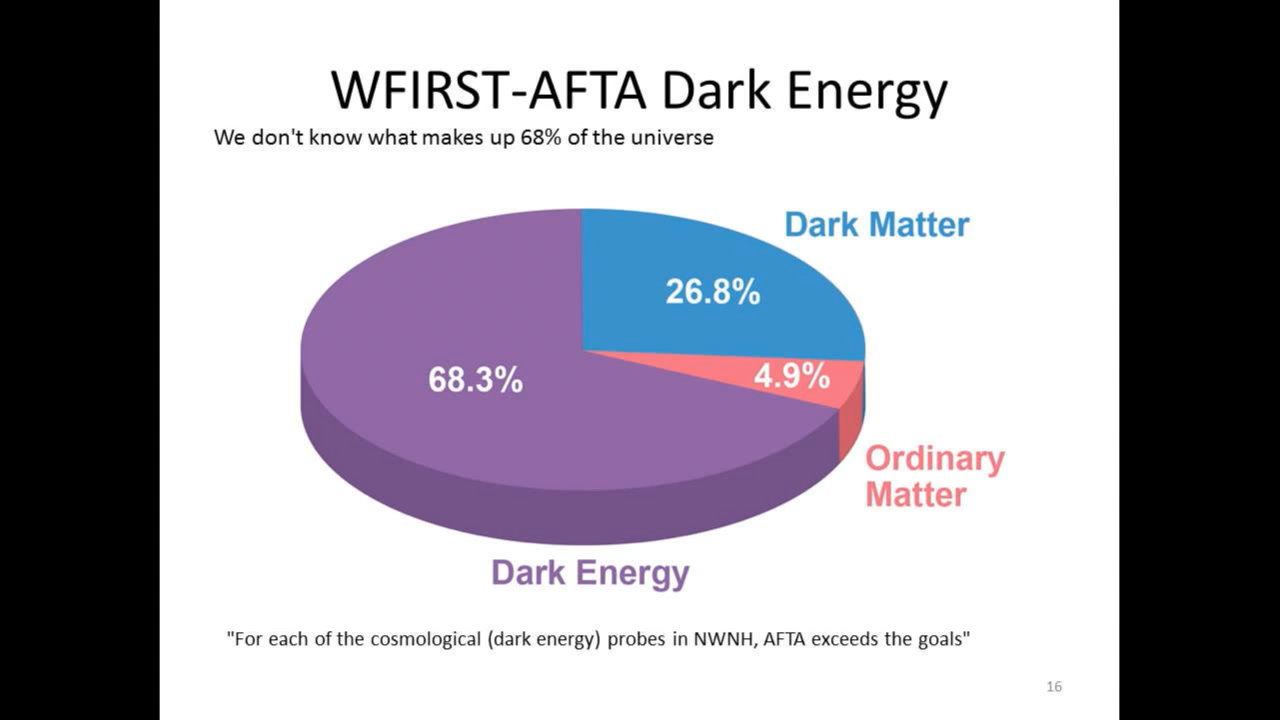 WFIRST-AFTA Dark Energy
We don't know what makes up 68% of the universe
Dark Matter
26.8%
68.3%
4.9%
Ordinary
Matter
Dark Energy
"For each of the cosmological (dark energy) probes in NWNH, AFTA exceeds the goals"
16